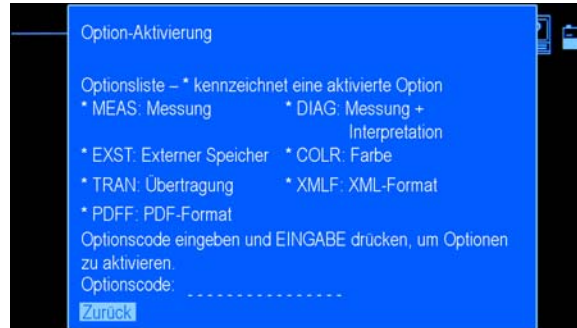 Option-Aktivierung
Optionsliste – * kennzeichnet eine aktivierte Option
* MEAS: Messung * DIAG: Messung +
Interpretation
* EXST: Externer Speicher * COLR: Farbe
* TRAN: Übertragung * XMLF: XML-Format
* PDFF: PDF-Format
Optionscode eingeben und EINGABE drücken, um Optionen
zu aktivieren.
Optionscode: _ _ _ _ _ _ _ _ _ _ _ _ _ _ _ _
Zurück